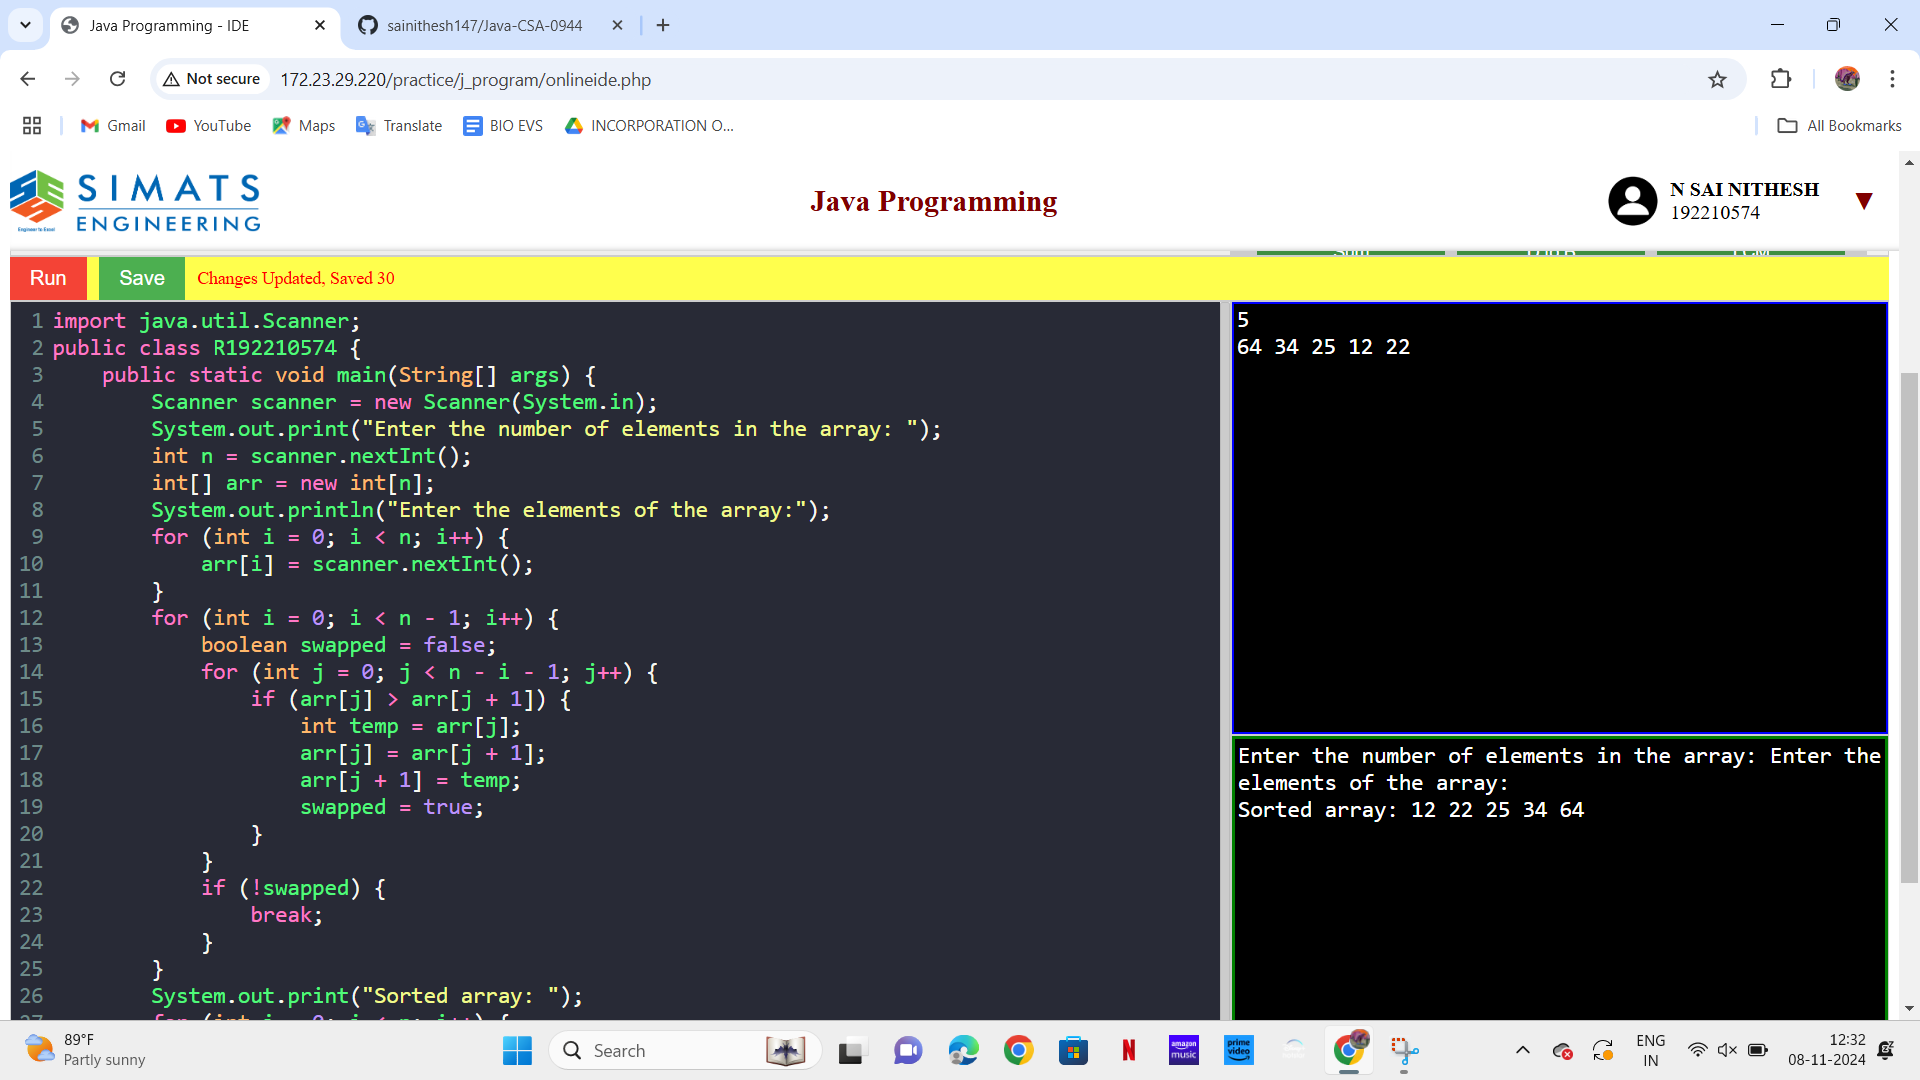 Java Programming - IDE
sainithesh147/Java-CSA-0944
Not secure
172.23.29.220/practice/j_program/onlineide.php
Gmail
YouTube
Maps
Translate
BIO EVS
INCORPORATION O...
All Bookmarks
SIMATS
ENGINEERING
Engineer to Excel
Java Programming
N SAI NITHESH
192210574
Run
Save
Changes Updated, Saved 30
1 import java.util.Scanner;
2 public class R192210574 {
3     public static void main(String[] args) {
4         Scanner scanner = new Scanner(System.in);
5         System.out.print("Enter the number of elements in the array: ");
6         int n = scanner.nextInt();
7         int[] arr = new int[n];
8         System.out.println("Enter the elements of the array:");
9         for (int i = 0; i < n; i++) {
10             arr[i] = scanner.nextInt();
11         }
12         for (int i = 0; i < n - 1; i++) {
13             boolean swapped = false;
14             for (int j = 0; j < n - i - 1; j++) {
15                 if (arr[j] > arr[j + 1]) {
16                     int temp = arr[j];
17                     arr[j] = arr[j + 1];
18                     arr[j + 1] = temp;
19                     swapped = true;
20                 }
21             }
22             if (!swapped) {
23                 break;
24             }
25         }
26         System.out.print("Sorted array: ");
5
64 34 25 12 22
Enter the number of elements in the array: Enter the
elements of the array:
Sorted array: 12 22 25 34 64
89°F
Partly sunny
Search
amazon music
prime video
ENG
IN
12:32
08-11-2024